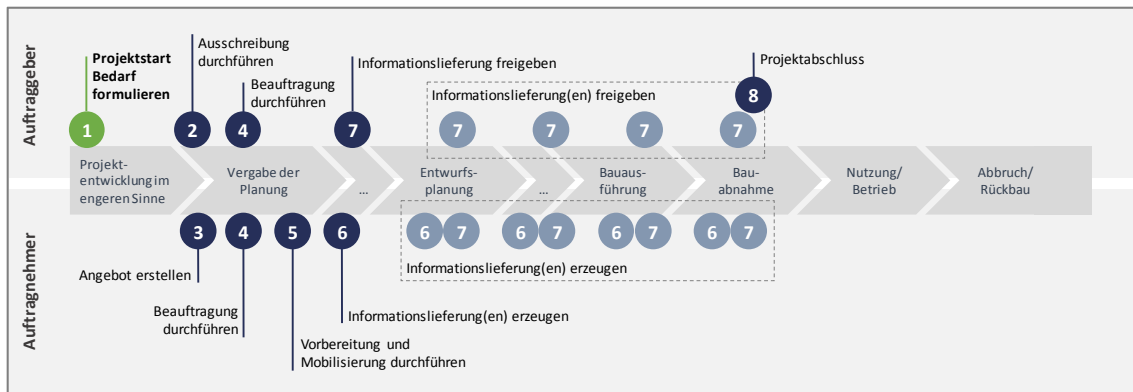 Auftraggeber
Projektstart
Bedarf
formulieren
Ausschreibung
durchführen
Beauftragung
durchführen
Informationslieferung freigeben
Informationslieferung(en) freigeben
Projektabschluss
8
1
2
4
7
7
7
7
7
Projekt-
entwicklung im
engeren Sinne
Vergabe der
Planung
...
Entwurfs-
planung
...
Bauaus-
führung
Bau-
abnahme
Nutzung/
Betrieb
Abbruch/
Rückbau
Auftragnehmer
3
4
5
6
6
7
6
7
6
7
6
7
Angebot erstellen
Informationslieferung(en) erzeugen
Beauftragung
durchführen
Informationslieferung(en) erzeugen
Vorbereitung und
Mobilisierung durchführen